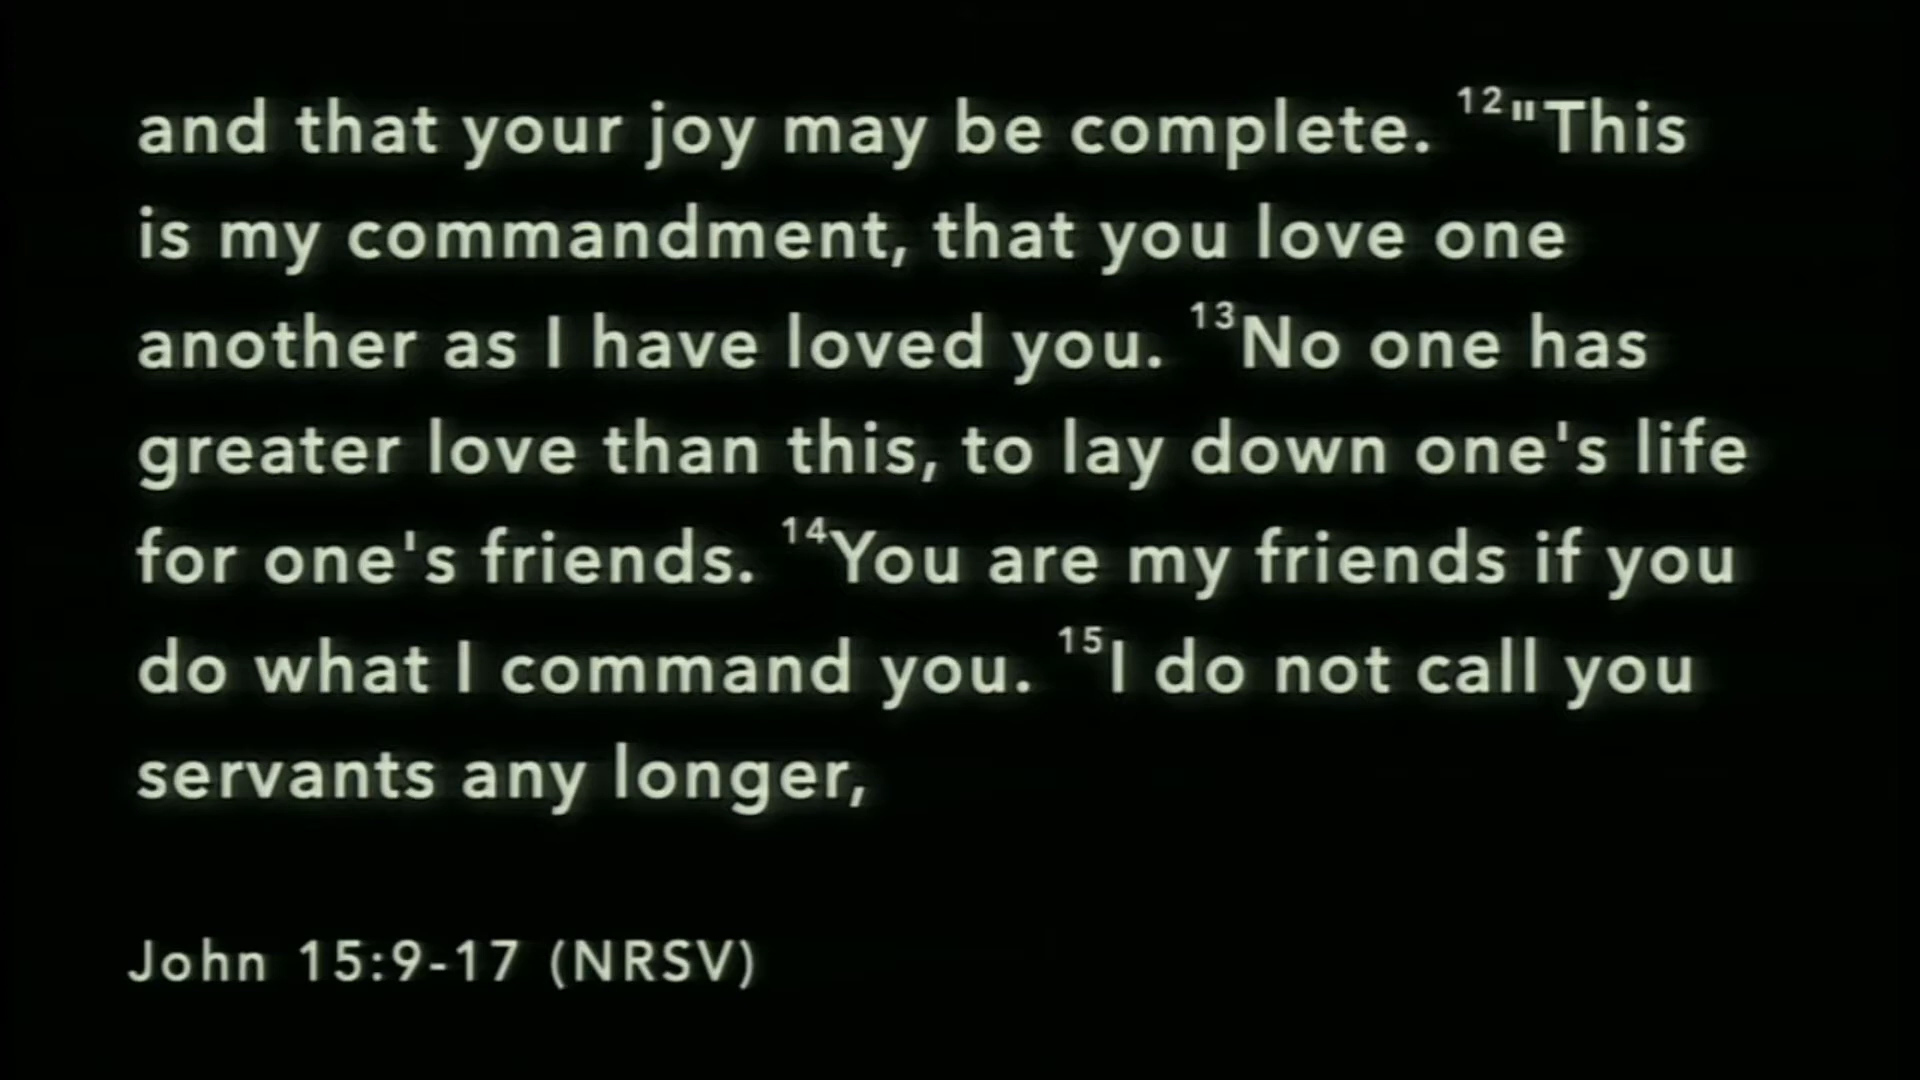 and that your joy may be complete. ¹²"This
is my commandment, that you love one
another as I have loved you. ¹³No one has
greater love than this, to lay down one's life
for one's friends. ¹⁴You are my friends if you
do what I command you. ¹⁵I do not call you
servants any longer,
John 15:9-17 (NRSV)